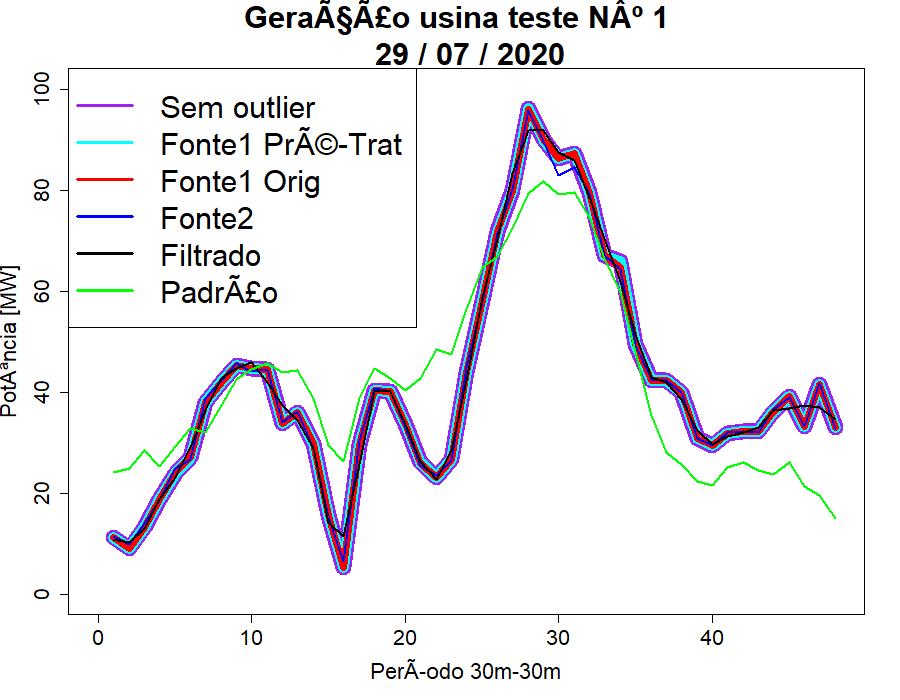 GeraÃ§Ã£o usina teste NÂº 1
29 / 07 / 2020
Sem outlier
Fonte1 PrÃ©-Trat
Fonte1 Orig
Fonte2
Filtrado
PadrÃ£o
PotÃªncia [MW]
100
80
60
40
20
0
0 10 20 30 40
PerÃ­odo 30m-30m